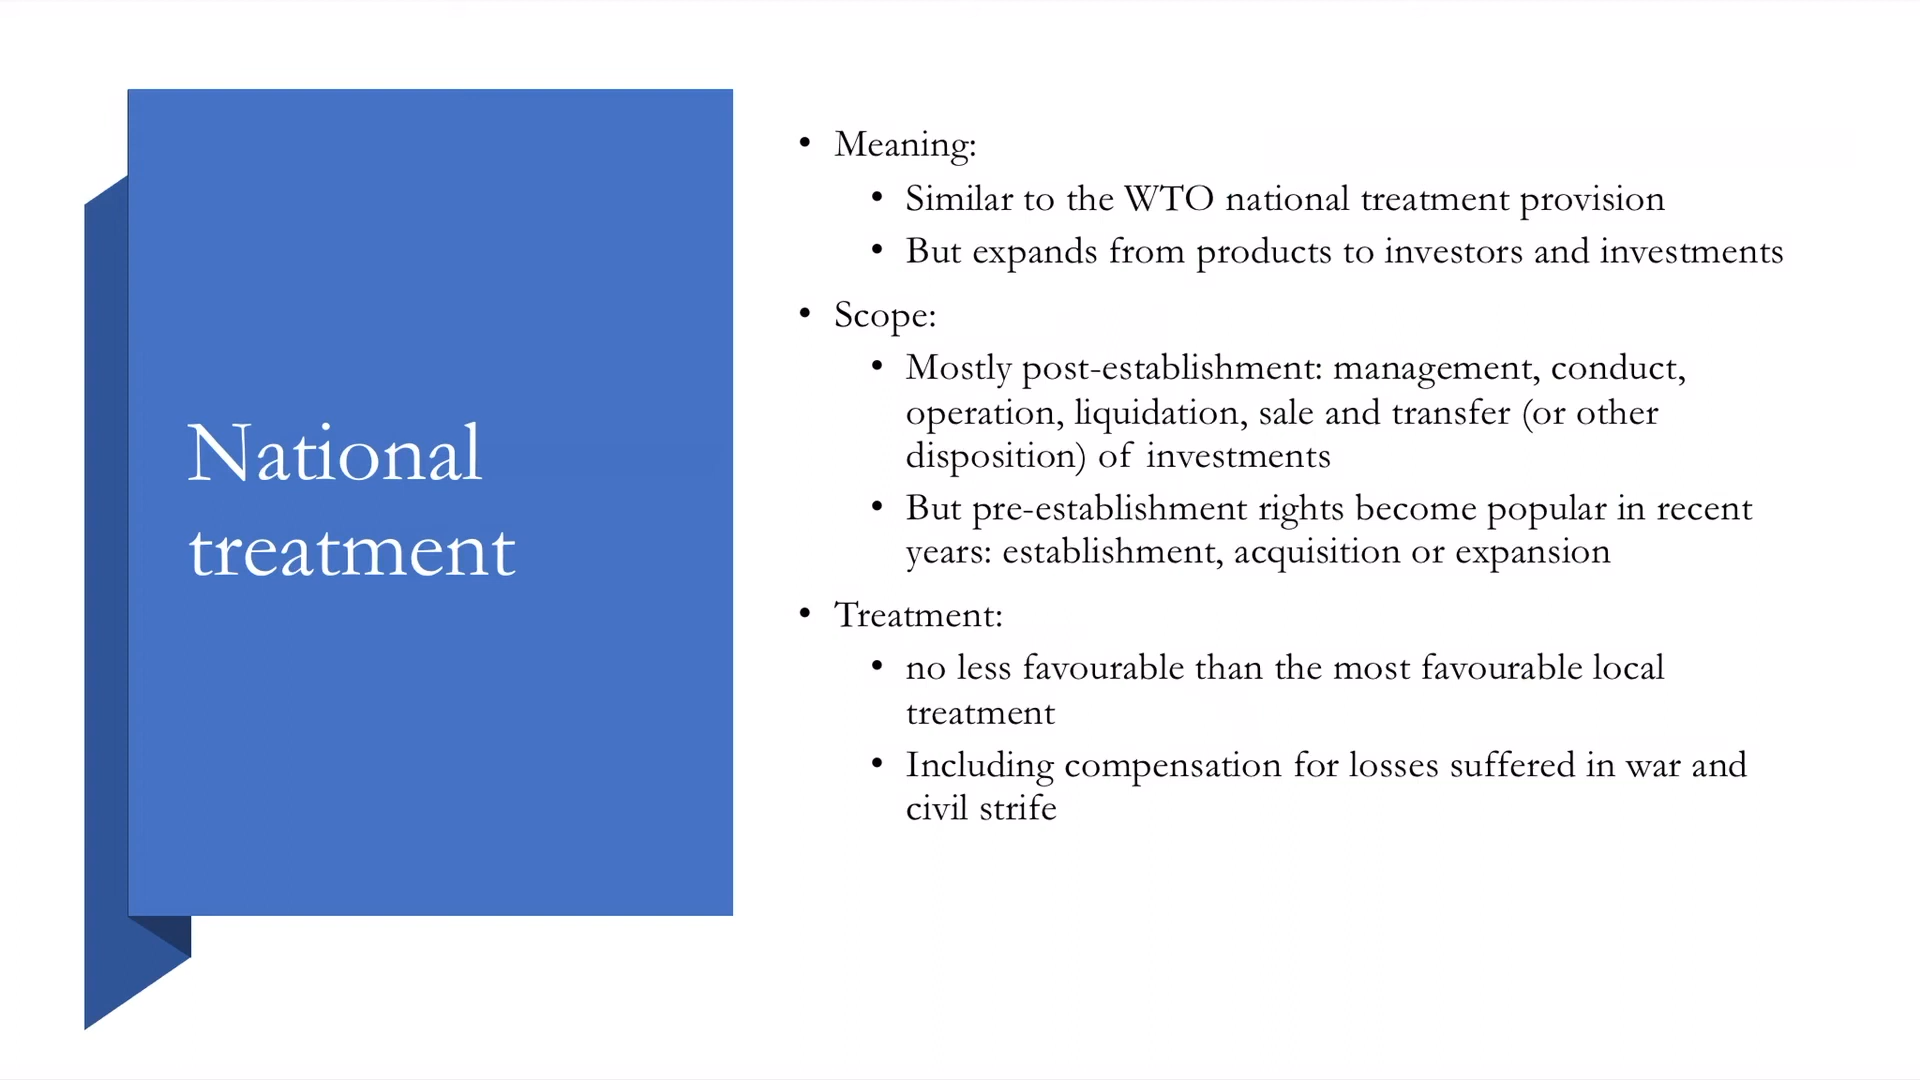 National
treatment
• Meaning:
• Similar to the WTO national treatment provision
• But expands from products to investors and investments
• Scope:
• Mostly post-establishment: management, conduct,
operation, liquidation, sale and transfer (or other
disposition) of investments
• But pre-establishment rights become popular in recent
years: establishment, acquisition or expansion
• Treatment:
• no less favourable than the most favourable local
treatment
• Including compensation for losses suffered in war and
civil strife